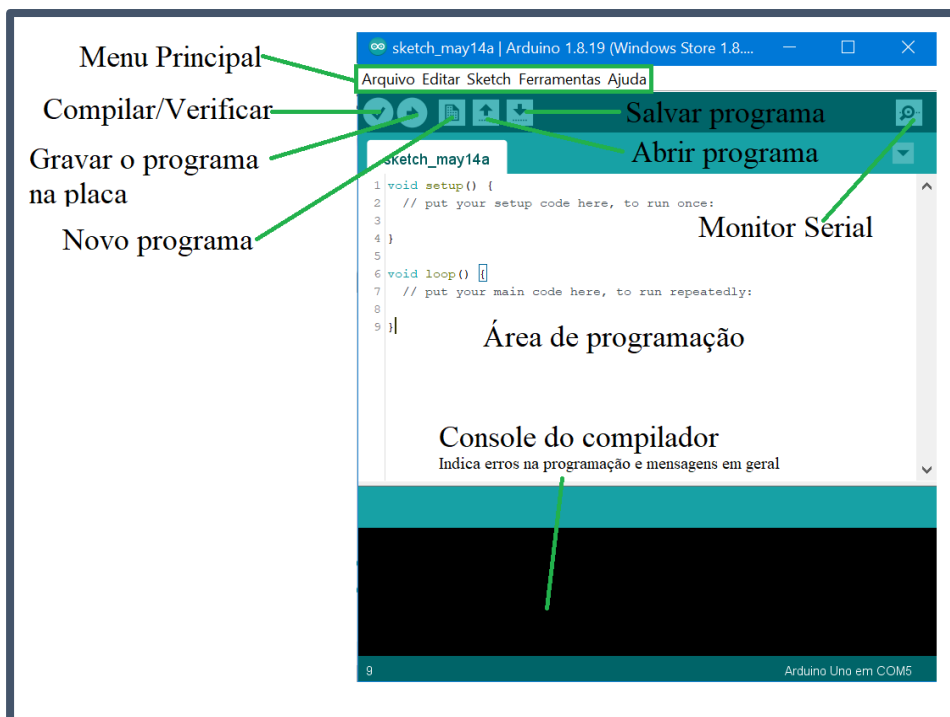 Menu Principal
Compilar/Verificar
Gravar o programa
na placa
Novo programa
sketch_may14a | Arduino 1.8.19 (Windows Store 1.8....
Arquivo Editar Sketch Ferramentas Ajuda
Salvar programa
Abrir programa
sketch_may14a
Monitor Serial
1 void setup() {
2 // put your setup code here, to run once:
3
4 }
5
6 void loop() {
7 // put your main code here, to run repeatedly:
8
9 }
Área de programação
Console do compilador
Indica erros na programação e mensagens em geral
9
Arduino Uno em COM5